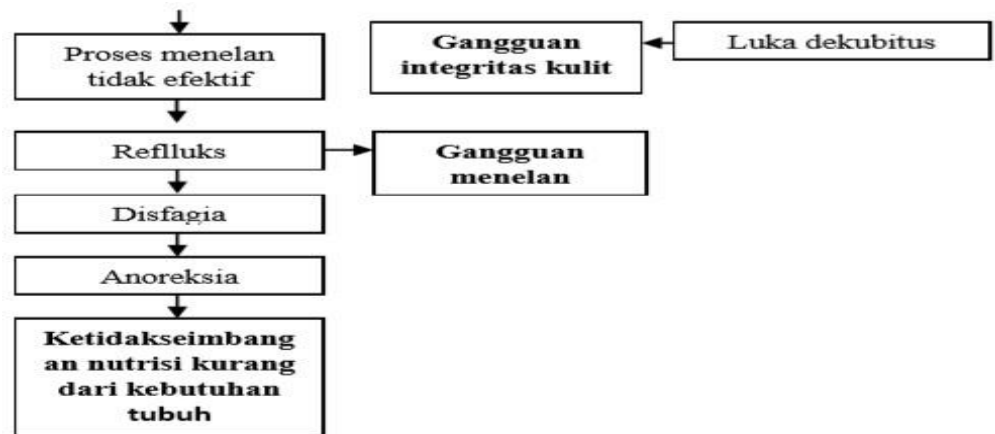 Proses menelan
tidak efektif
Gangguan
integritas kulit
Luka dekubitus
Reflluks
Gangguan
menelan
Disfagia
Anoreksia
Ketidakseimbang
an nutrisi kurang
dari kebutuhan
tubuh